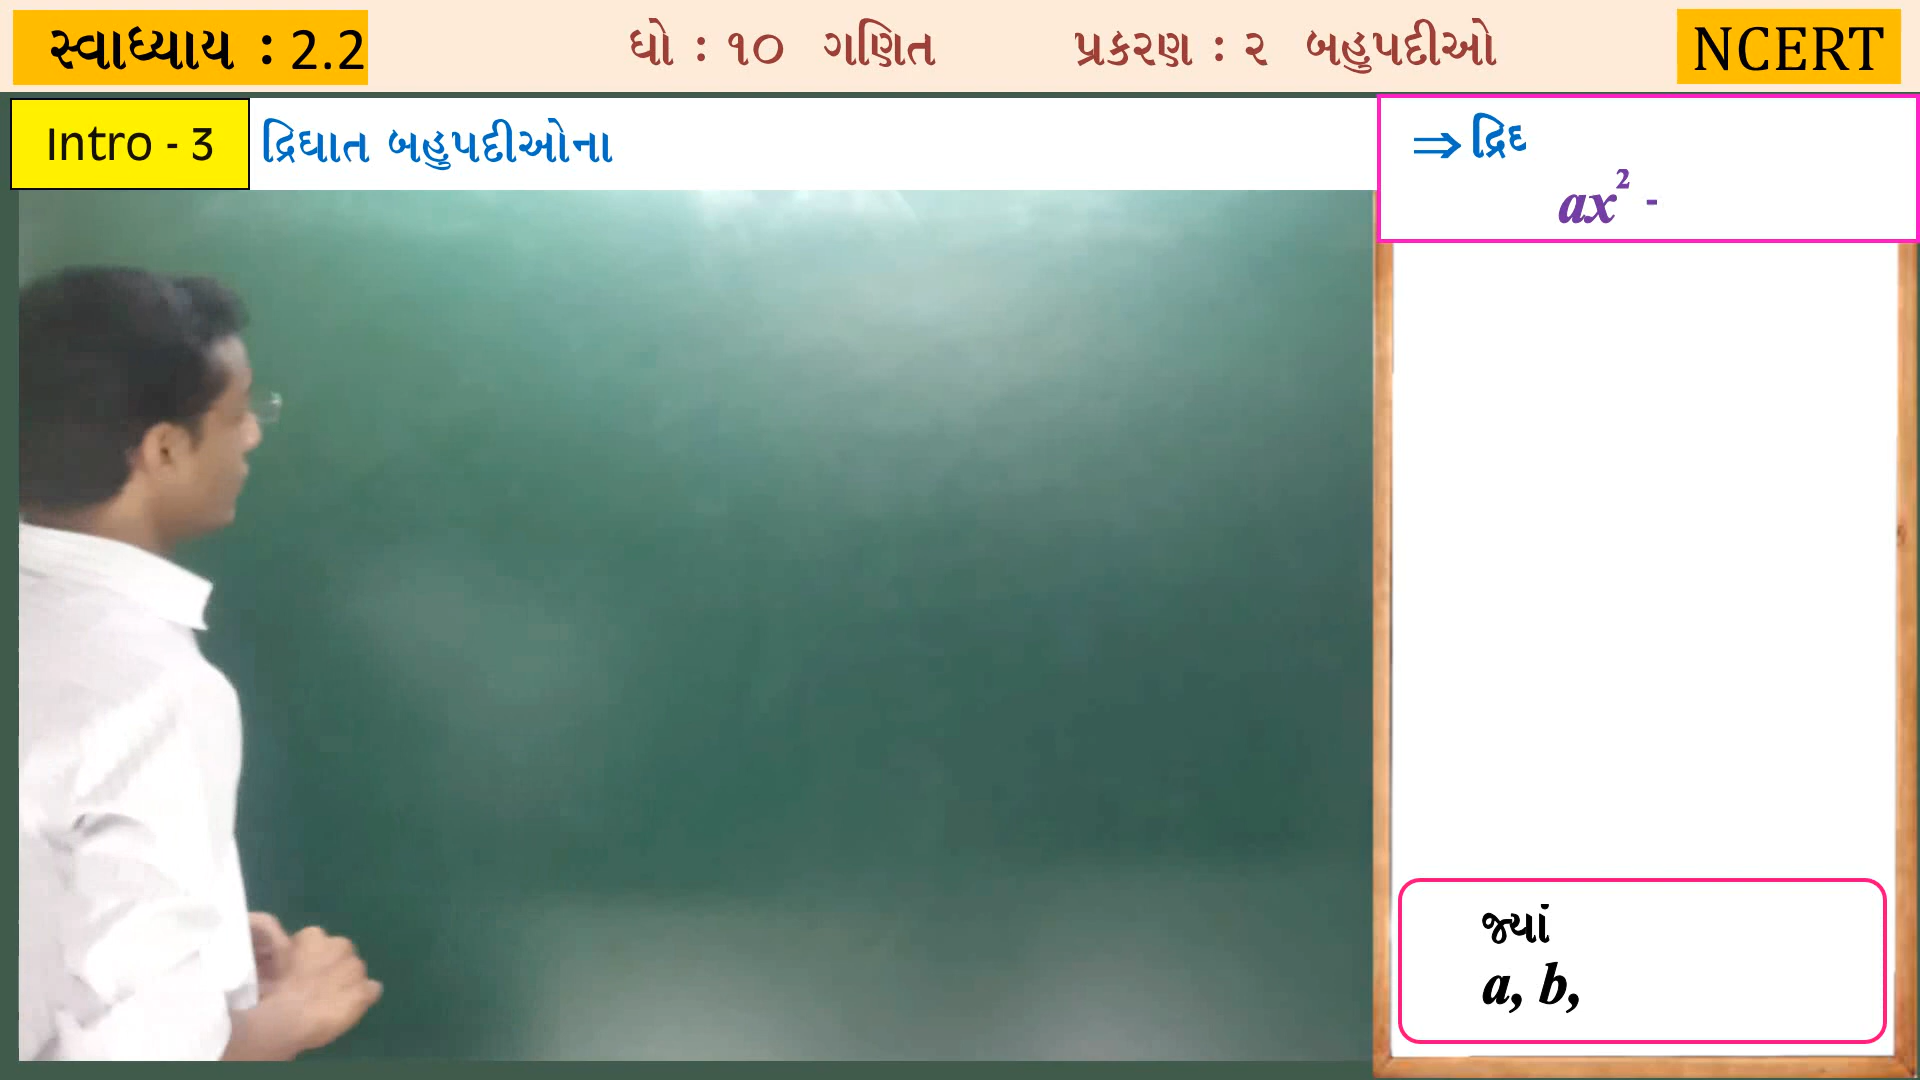 સ્વાધ્યાય : 2.2
ધો : ૧૦ ગણિત પ્રકરણ : ૨ બહુપદીઓ
NCERT
Intro - 3
દ્વિઘાત બહુપદીઓના
⇒ દ્વિદ
ax² -
જ્યાં
a, b,